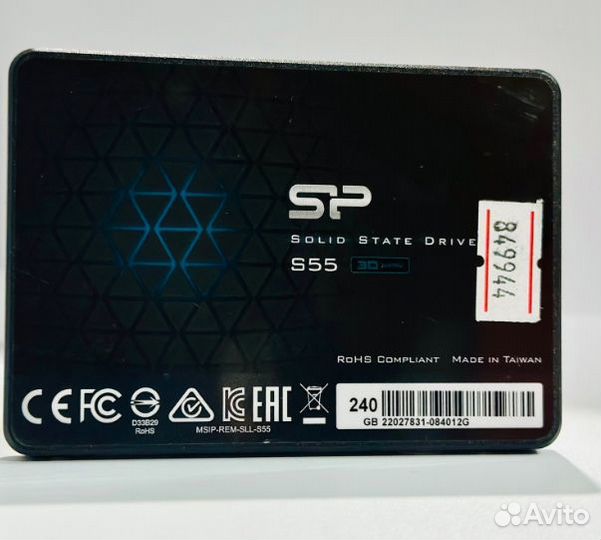 SP
SOLID STATE DRIVE
S55 3D
849944
RoHS COMPLIANT MADE IN TAIWAN
CE FC EAC
D33B29
RoHS
MSIP-REM-SLL-S55
240
GB 22027831-084012G
Avito